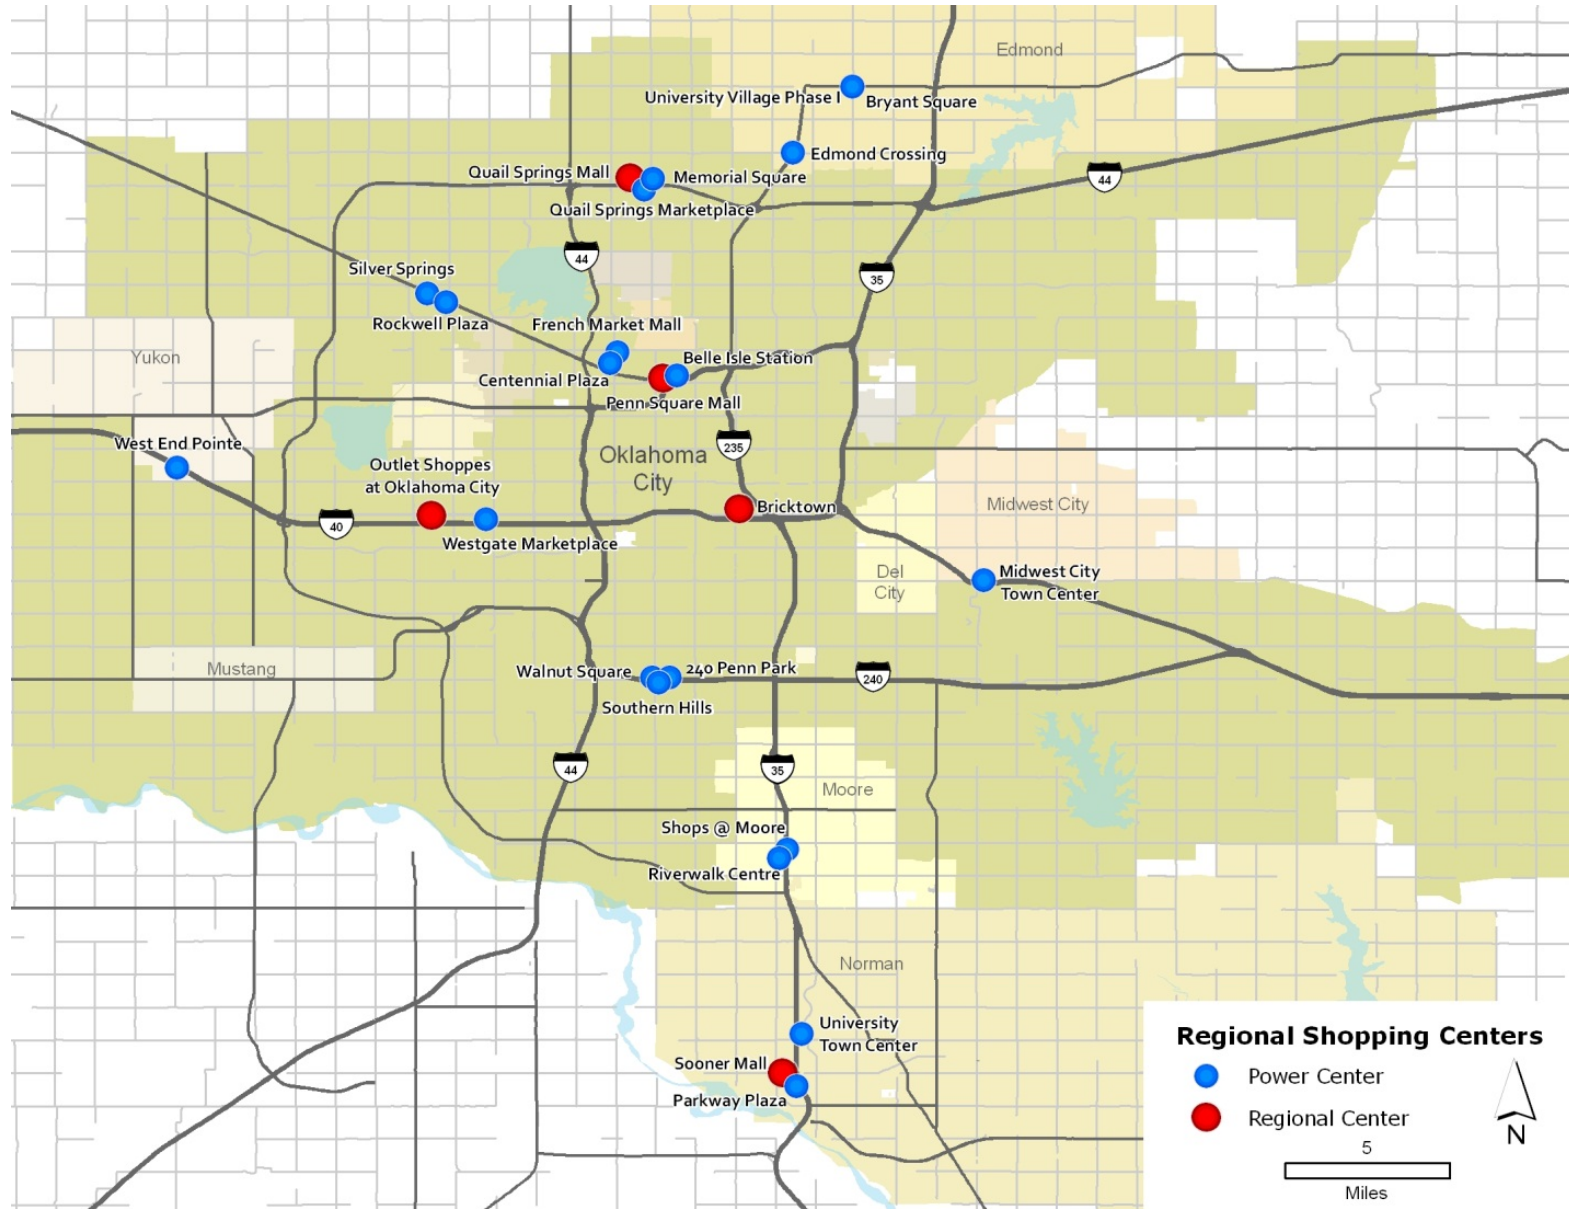 Edmond
University Village Phase I
Bryant Square
Edmond Crossing
Quail Springs Mall
Memorial Square
Quail Springs Marketplace
44
44
35
Silver Springs
Rockwell Plaza
French Market Mall
Yukon
Belle Isle Station
Centennial Plaza
Penn Square Mall
West End Pointe
Oklahoma
City
235
Outlet Shoppes
at Oklahoma City
Midwest City
Bricktown
40
Westgate Marketplace
Del
City
Midwest City
Town Center
Mustang
Walnut Square
240 Penn Park
240
Southern Hills
44
35
Moore
Shops @ Moore
Riverwalk Centre
Norman
University
Town Center
Sooner Mall
Parkway Plaza
Regional Shopping Centers
Power Center
Regional Center
N
5
Miles